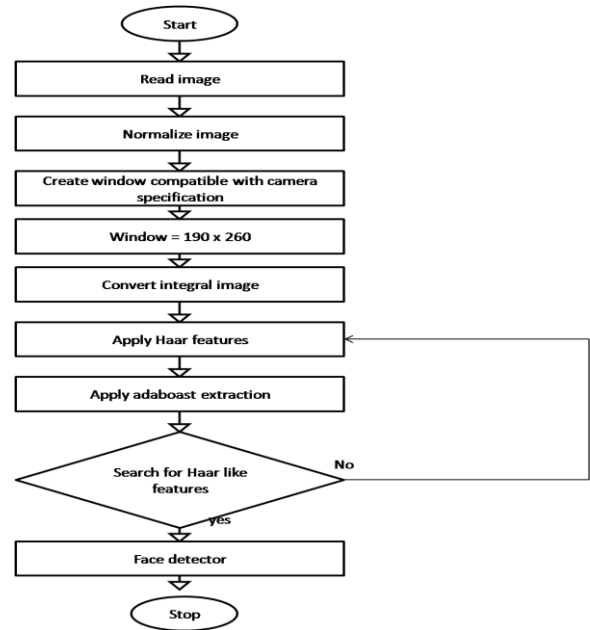 Start
Read image
Normalize image
Create window compatible with camera
specification
Window = 190 x 260
Convert integral image
Apply Haar features
Apply adaboast extraction
Search for Haar like
features
No
yes
Face detector
Stop